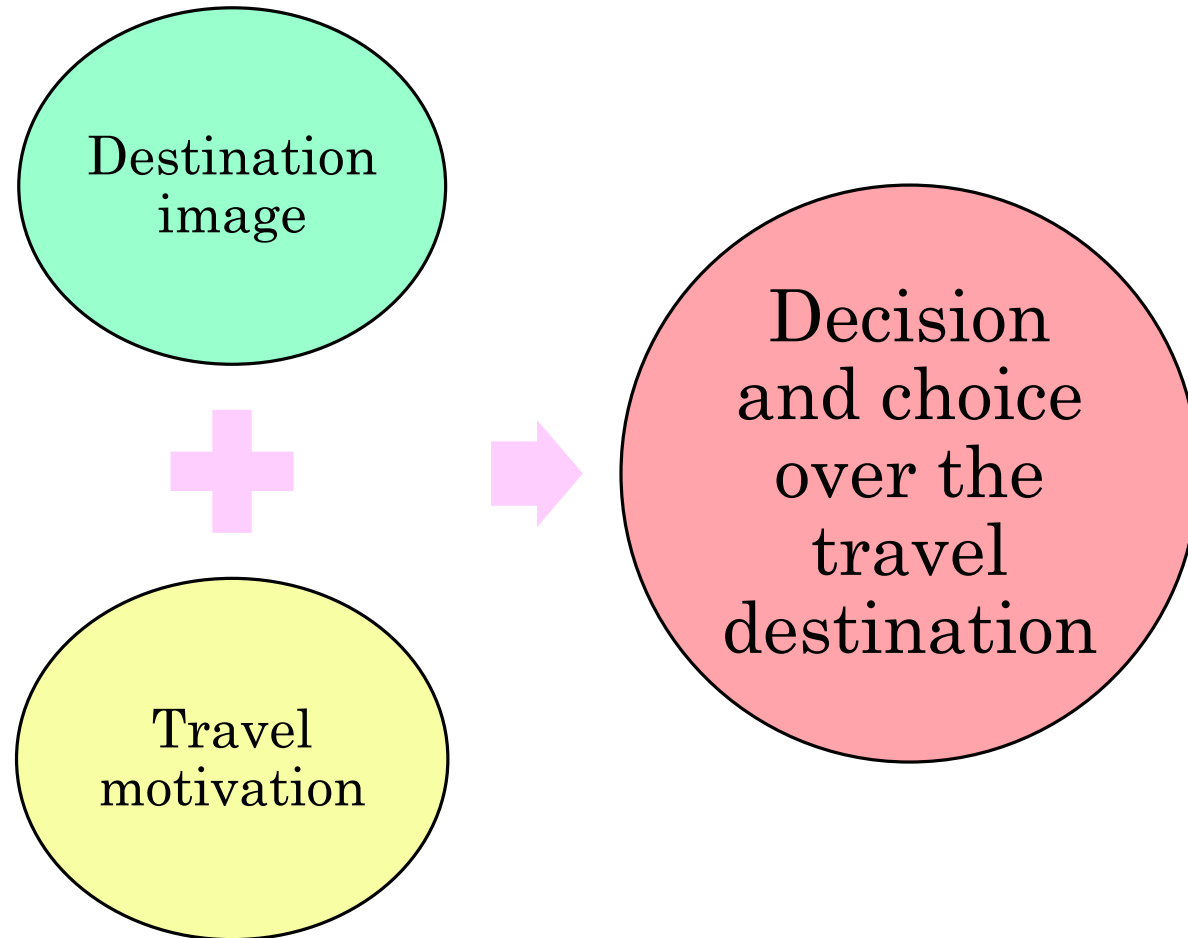 Destination
image
Travel
motivation
Decision
and choice
over the
travel
destination